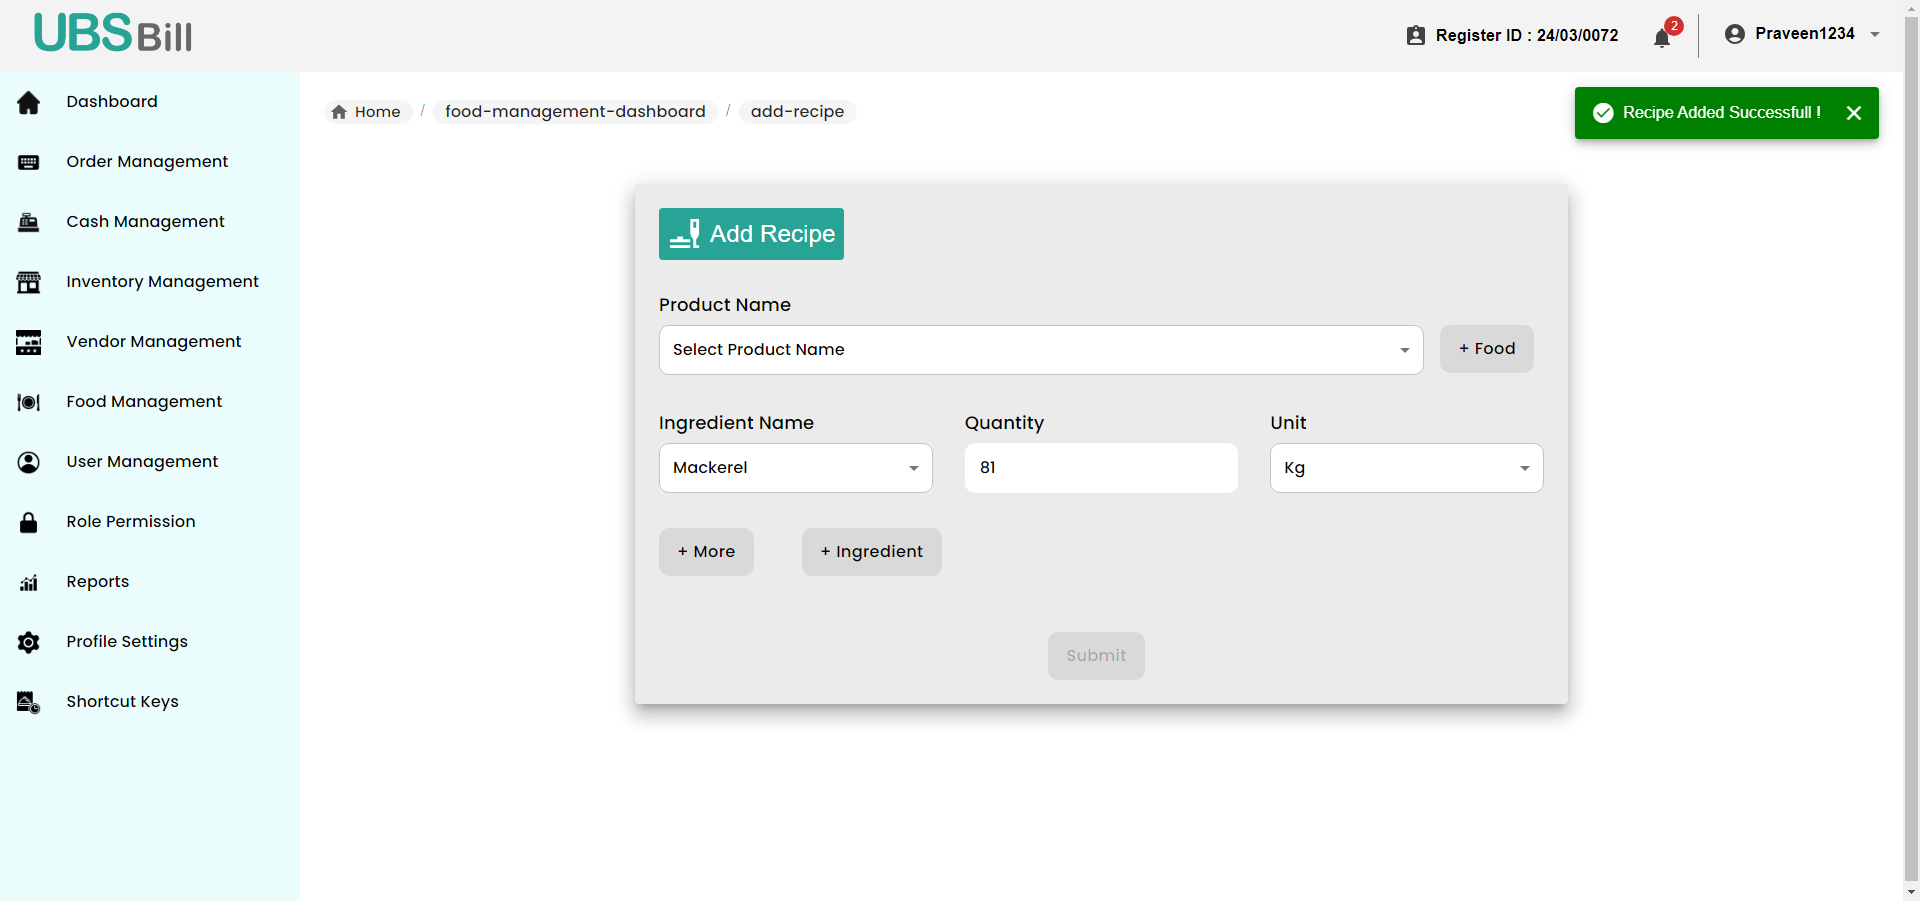 UBS Bill
Register ID : 24/03/0072
2
Praveen1234
Dashboard
Order Management
Cash Management
Inventory Management
Vendor Management
Food Management
User Management
Role Permission
Reports
Profile Settings
Shortcut Keys
Home / food-management-dashboard / add-recipe
Recipe Added Successfull !
Add Recipe
Product Name
Select Product Name
+ Food
Ingredient Name Quantity Unit
Mackerel 81 Kg
+ More + Ingredient
Submit